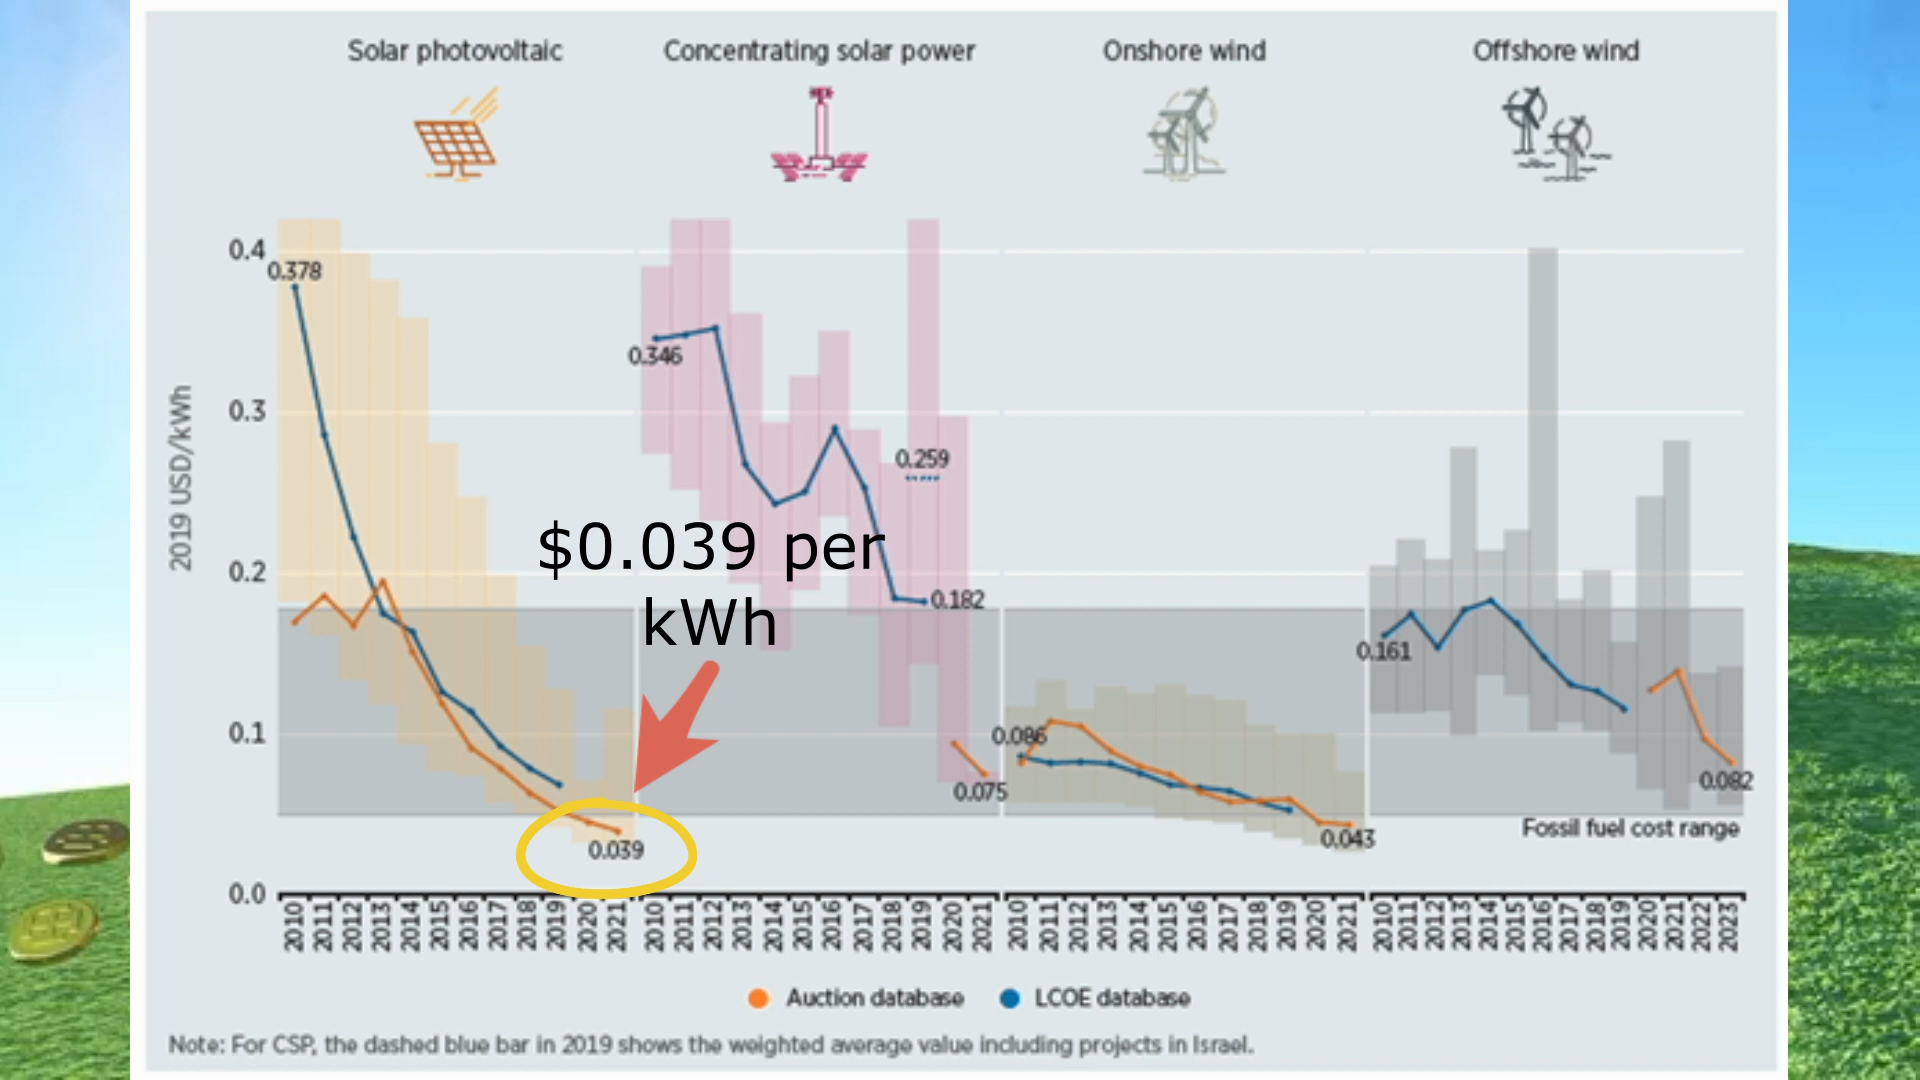 Solar photovoltaic
Concentrating solar power
Onshore wind
Offshore wind
2019 USD/kWh
0.4
0.3
0.2
0.1
0.0
0.378
0.039
0.346
0.259
0.182
0.075
0.086
0.043
0.161
0.082
$0.039 per
kWh
Fossil fuel cost range
2010 2011 2012 2013 2014 2015 2016 2017 2018 2019 2020 2021
2010 2011 2012 2013 2014 2015 2016 2017 2018 2019 2020 2021
2010 2011 2012 2013 2014 2015 2016 2017 2018 2019 2020 2021
2010 2011 2012 2013 2014 2015 2016 2017 2018 2019 2020 2021 2022 2023
Auction database
LCOE database
Note: For CSP, the dashed blue bar in 2019 shows the weighted average value including projects in Israel.